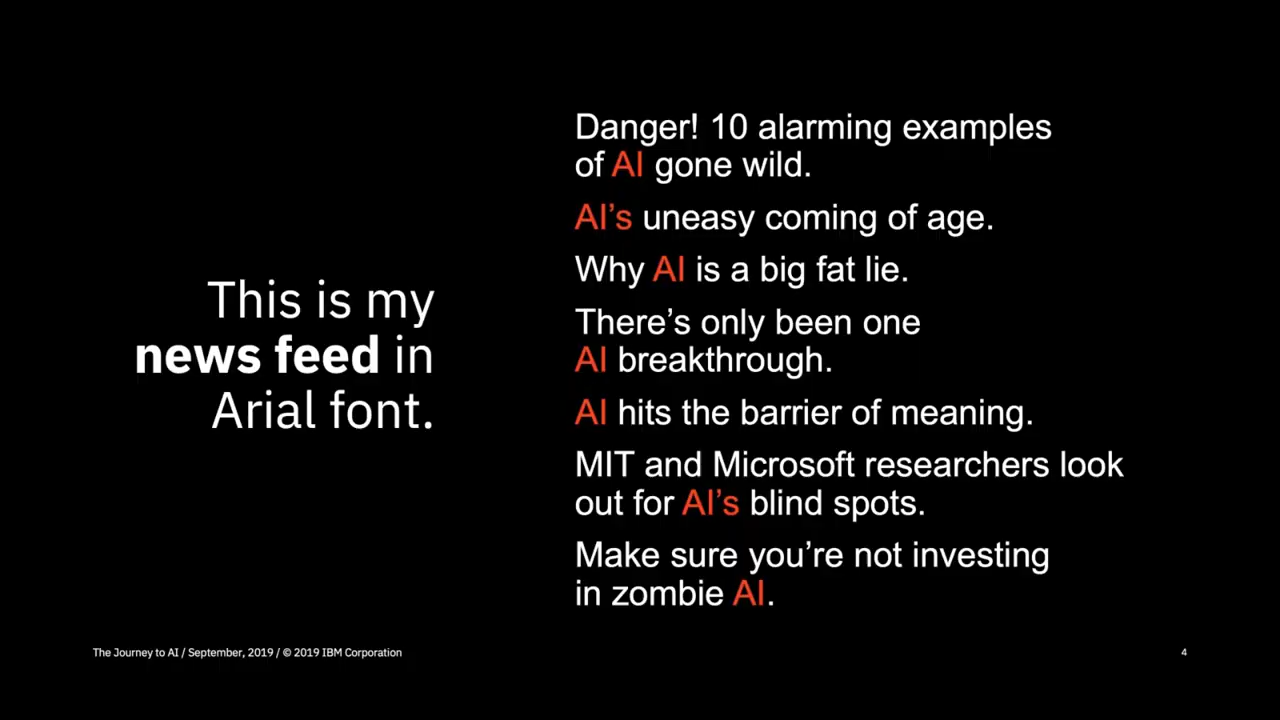 This is my
news feed in
Arial font.
Danger! 10 alarming examples
of AI gone wild.
AI’s uneasy coming of age.
Why AI is a big fat lie.
There’s only been one
AI breakthrough.
AI hits the barrier of meaning.
MIT and Microsoft researchers look
out for AI’s blind spots.
Make sure you’re not investing
in zombie AI.
The Journey to AI / September, 2019 / © 2019 IBM Corporation
4